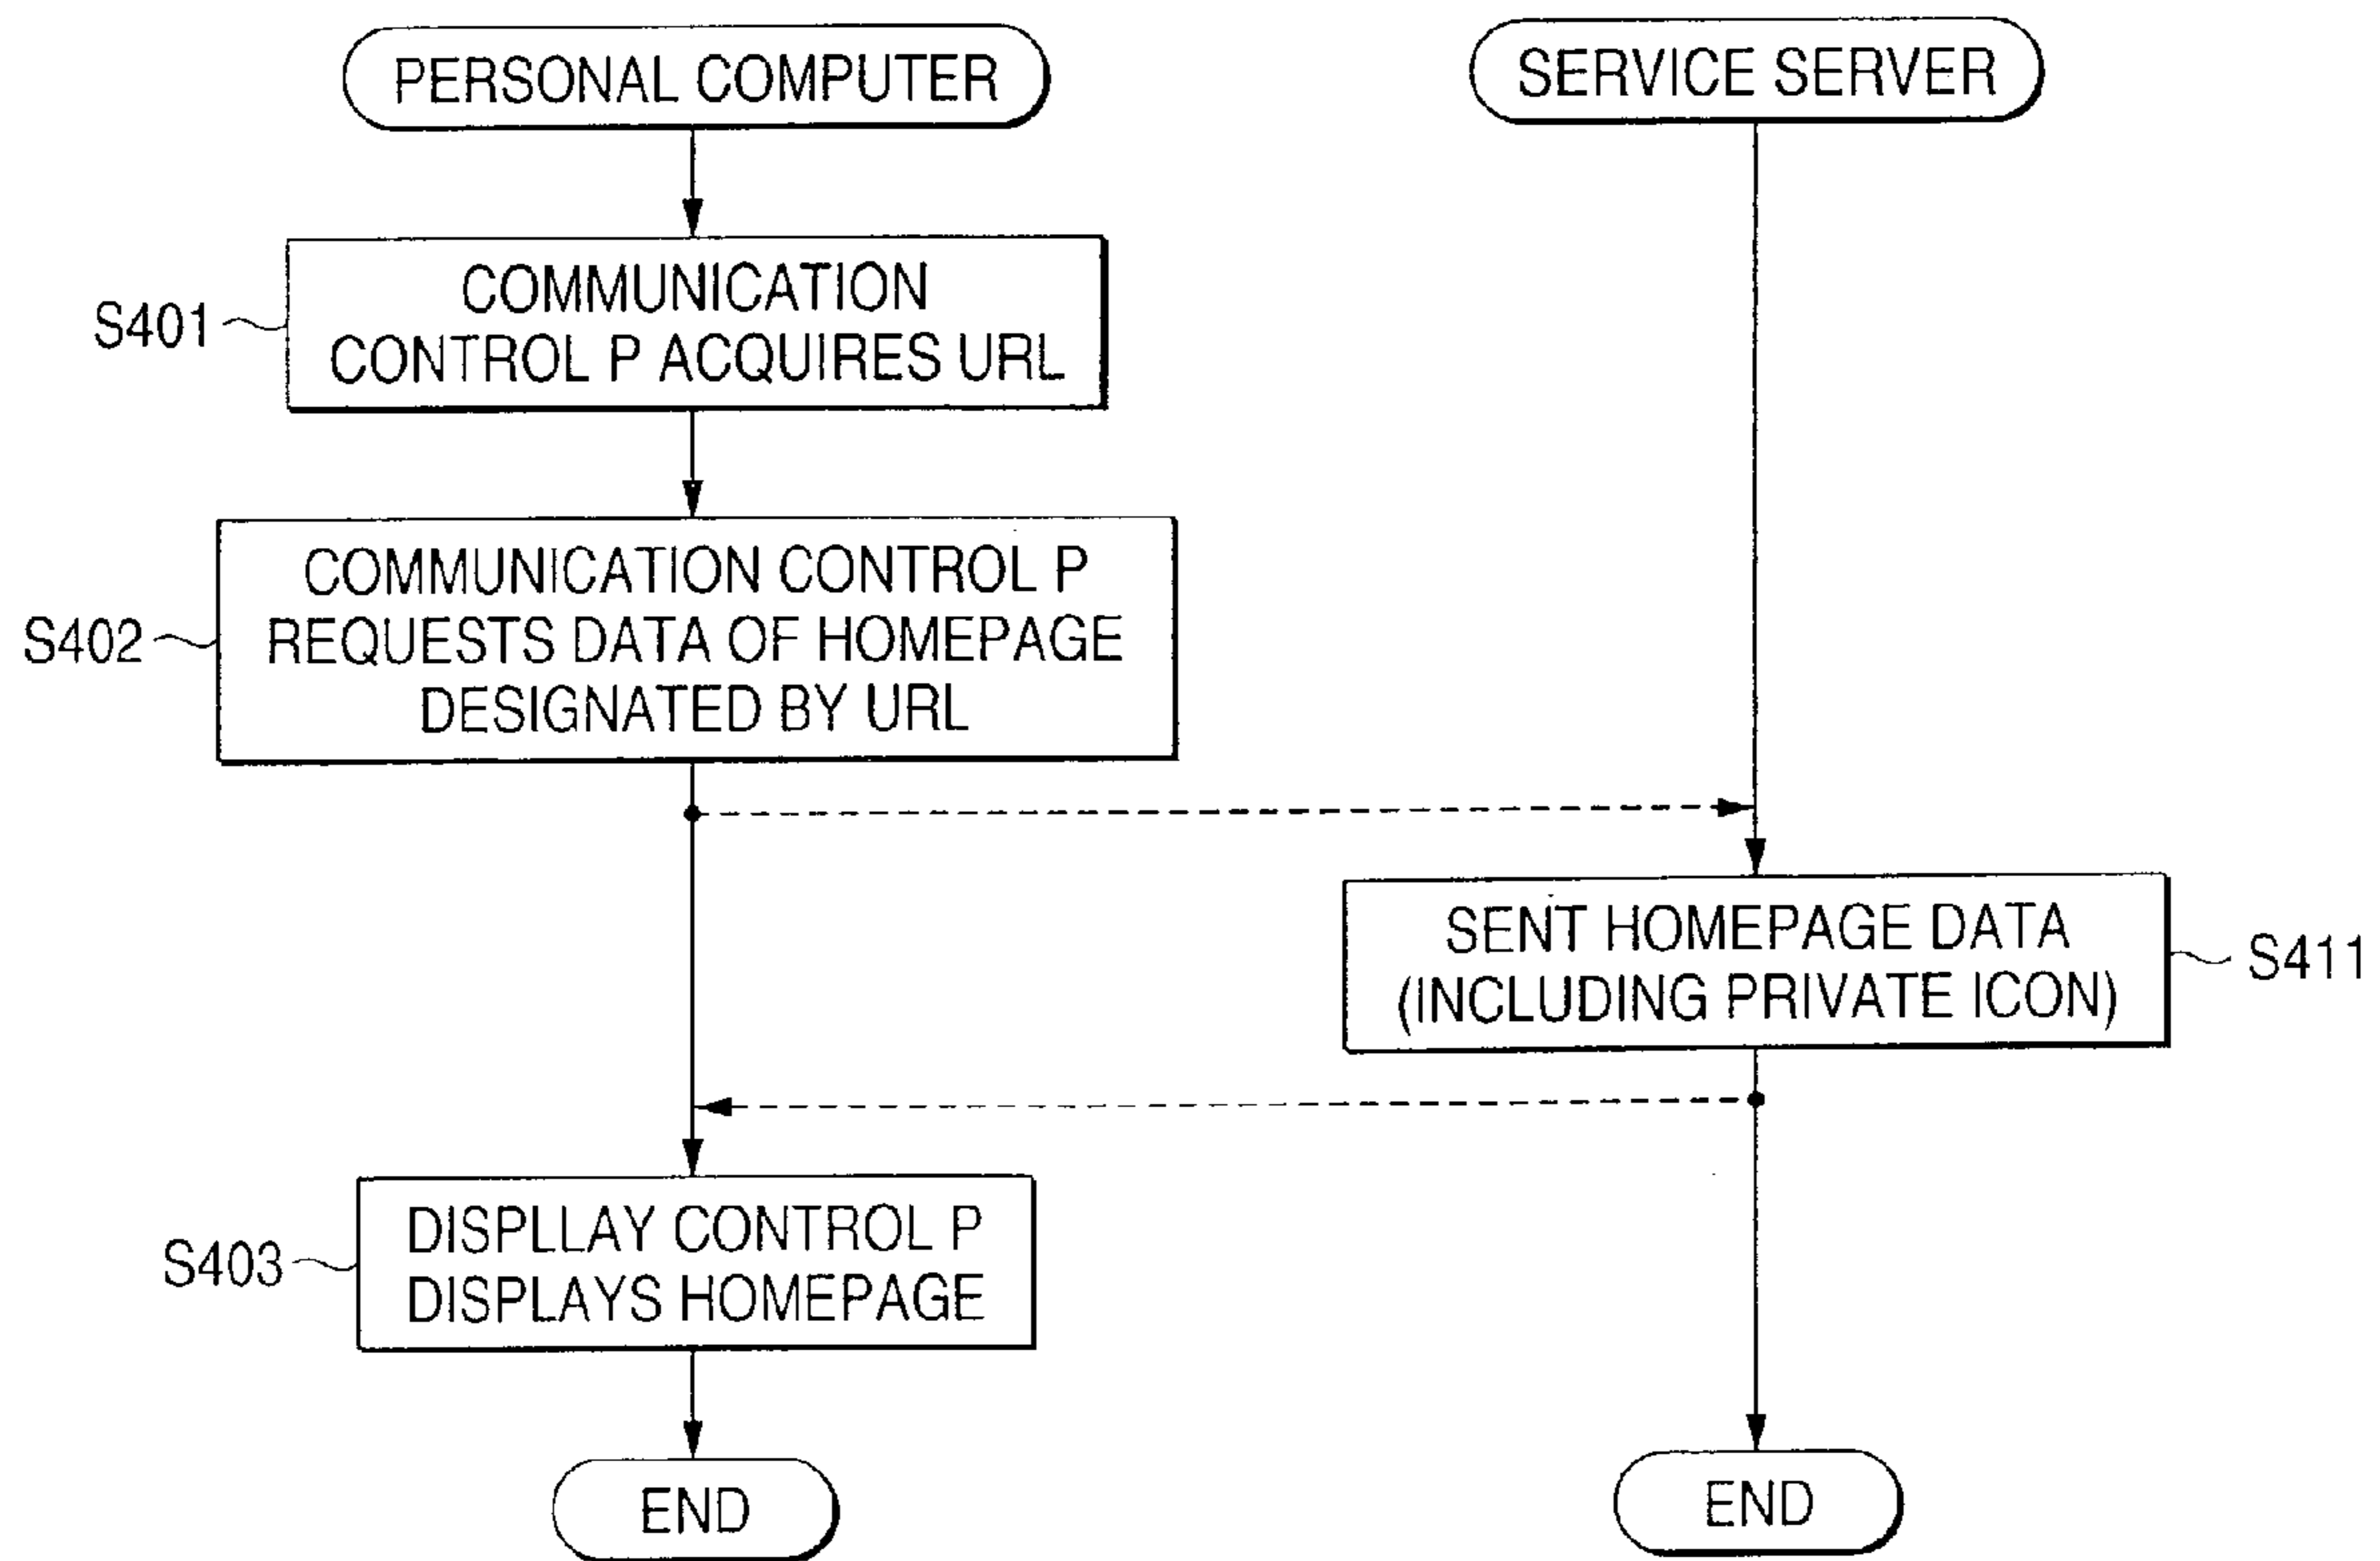 PERSONAL COMPUTER
SERVICE SERVER
S401
COMMUNICATION
CONTROL P ACQUIRES URL
S402
COMMUNICATION CONTROL P
REQUESTS DATA OF HOMEPAGE
DESIGNATED BY URL
SENT HOMEPAGE DATA
(INCLUDING PRIVATE ICON)
S411
S403
DISPLLAY CONTROL P
DISPLAYS HOMEPAGE
END
END